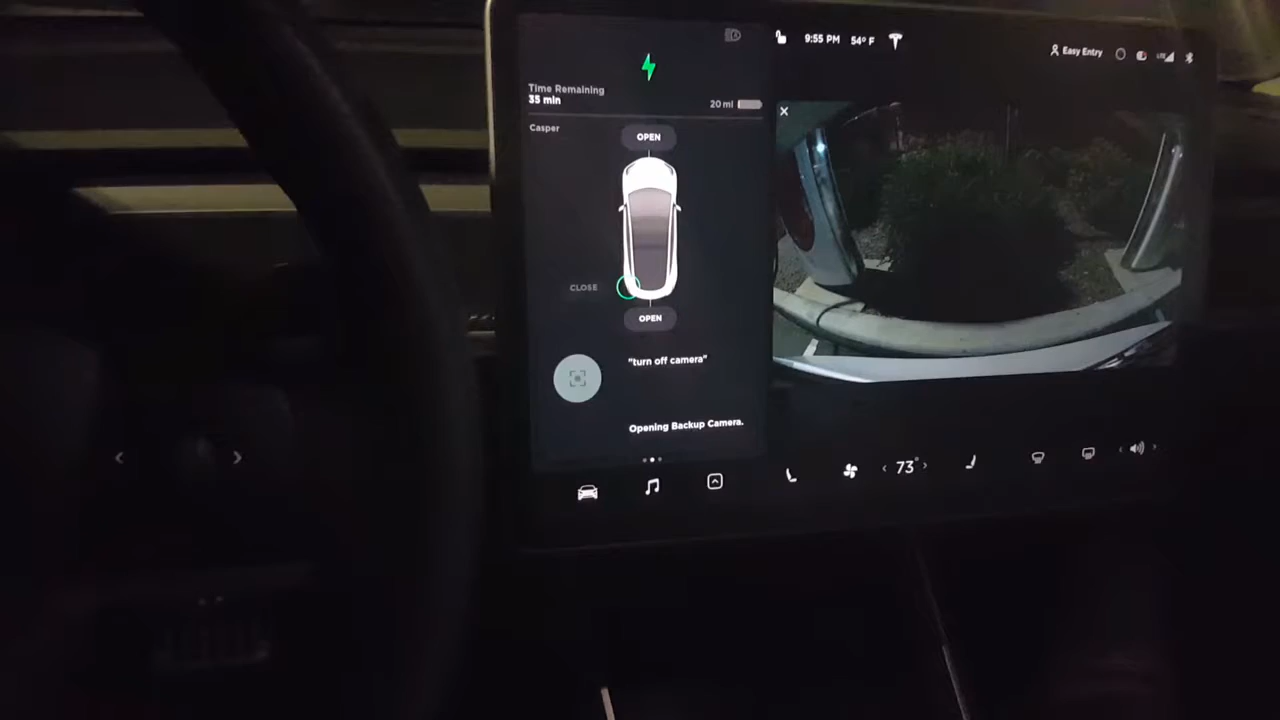 9:55 PM 54° F
Easy Entry
LTE
Time Remaining
35 min
20 mi
Casper
OPEN
CLOSE
OPEN
"turn off camera"
Opening Backup Camera.
73°